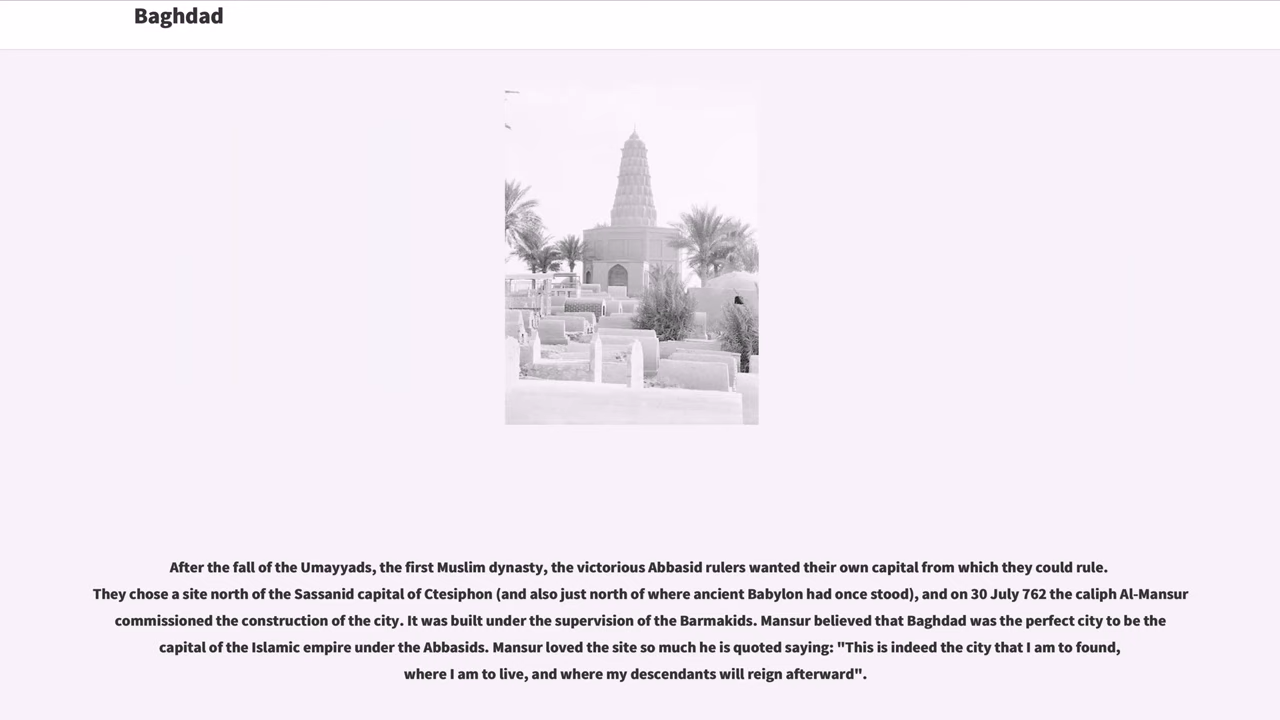 Baghdad
After the fall of the Umayyads, the first Muslim dynasty, the victorious Abbasid rulers wanted their own capital from which they could rule.
They chose a site north of the Sassanid capital of Ctesiphon (and also just north of where ancient Babylon had once stood), and on 30 July 762 the caliph Al-Mansur
commissioned the construction of the city. It was built under the supervision of the Barmakids. Mansur believed that Baghdad was the perfect city to be the
capital of the Islamic empire under the Abbasids. Mansur loved the site so much he is quoted saying: "This is indeed the city that I am to found,
where I am to live, and where my descendants will reign afterward".